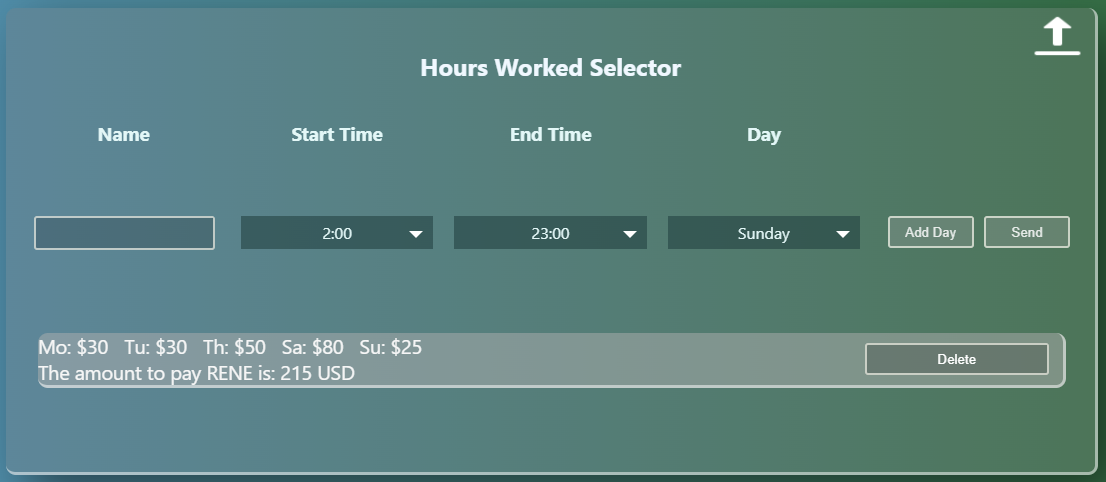 Hours Worked Selector
Name Start Time End Time Day
2:00 23:00 Sunday Add Day Send
Mo: $30 Tu: $30 Th: $50 Sa: $80 Su: $25
The amount to pay RENE is: 215 USD
Delete